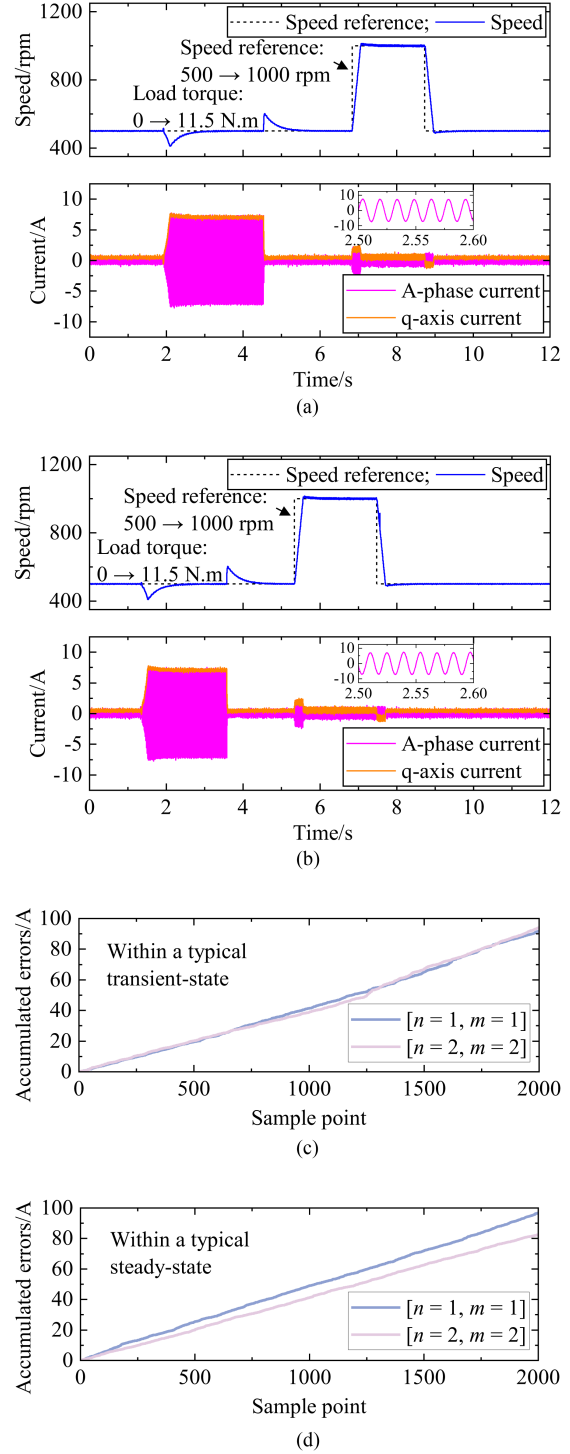 Speed reference; Speed
Speed reference:
500 → 1000 rpm
Load torque:
0 → 11.5 N.m
Speed/rpm
1200
800
400
Current/A
10
5
0
-5
-10
10
0
-10
2.50 2.55 2.60
A-phase current
q-axis current
0 2 4 6 8 10 12
Time/s
(a)
Speed reference; Speed
Speed reference:
500 → 1000 rpm
Load torque:
0 → 11.5 N.m
Speed/rpm
1200
800
400
Current/A
10
5
0
-5
-10
10
0
-10
2.50 2.55 2.60
A-phase current
q-axis current
0 2 4 6 8 10 12
Time/s
(b)
Accumulated errors/A
100
80
60
40
20
0
Within a typical
transient-state
[n = 1, m = 1]
[n = 2, m = 2]
0 500 1000 1500 2000
Sample point
(c)
Accumulated errors/A
100
80
60
40
20
0
Within a typical
steady-state
[n = 1, m = 1]
[n = 2, m = 2]
0 500 1000 1500 2000
Sample point
(d)